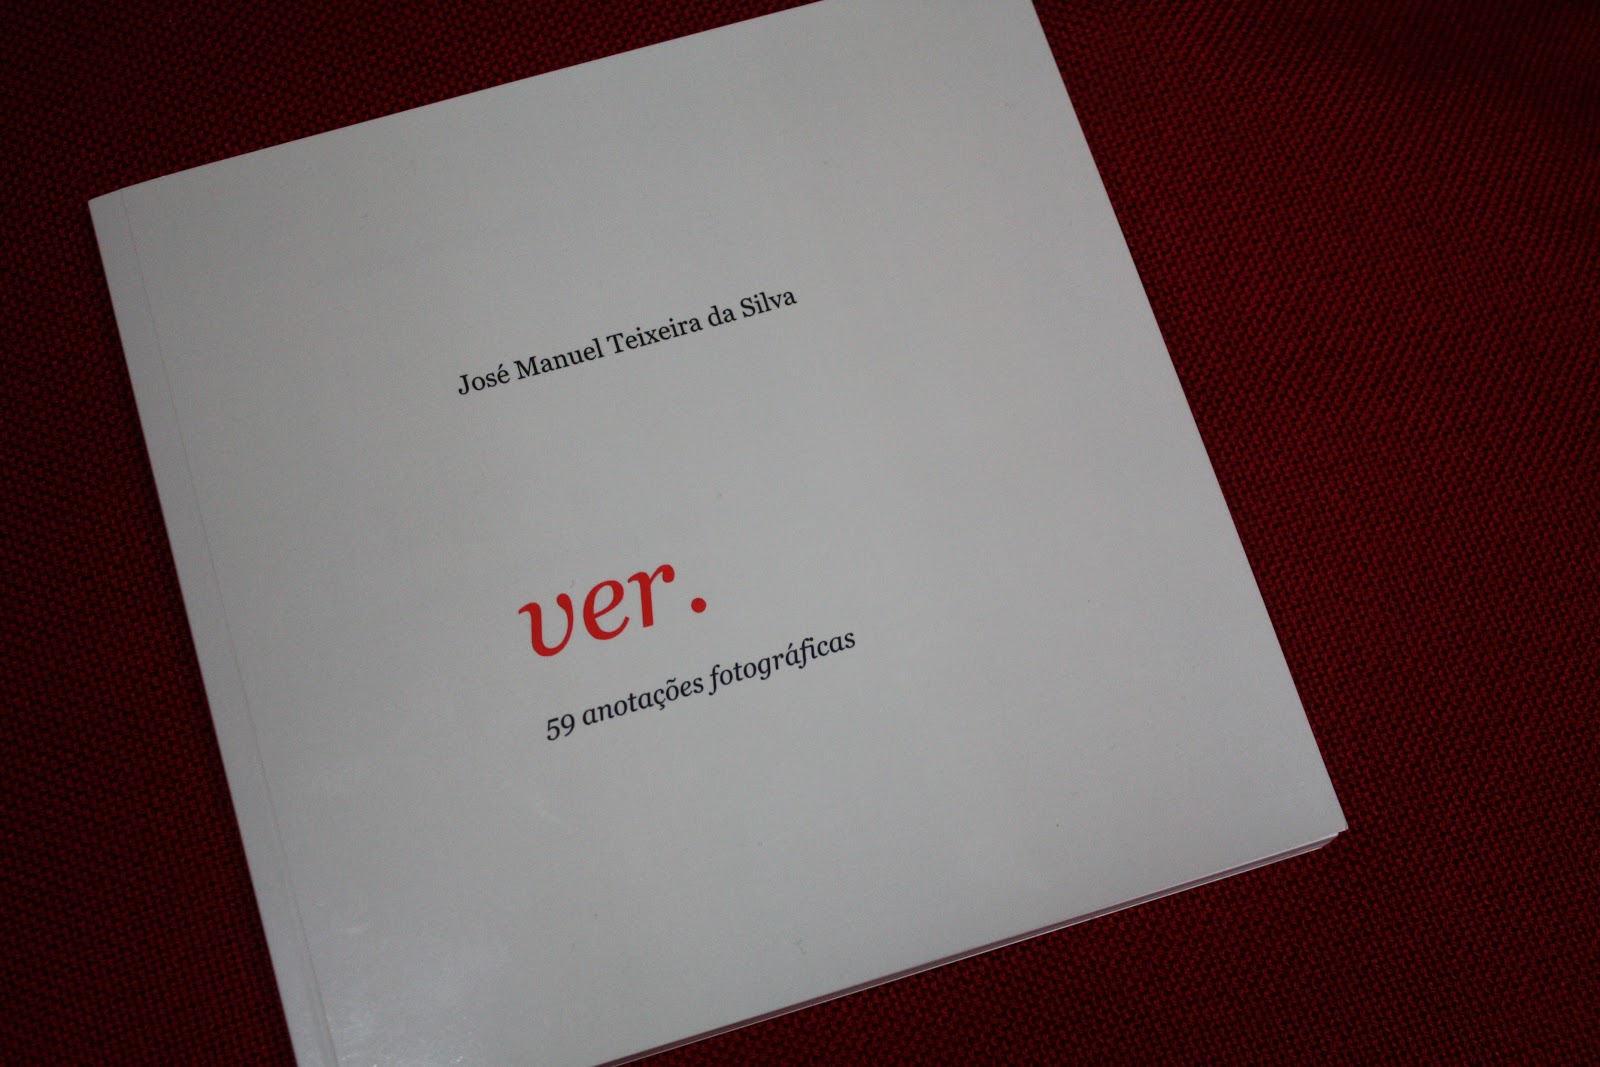 José Manuel Teixeira da Silva
ver.
59 anotações fotográficas